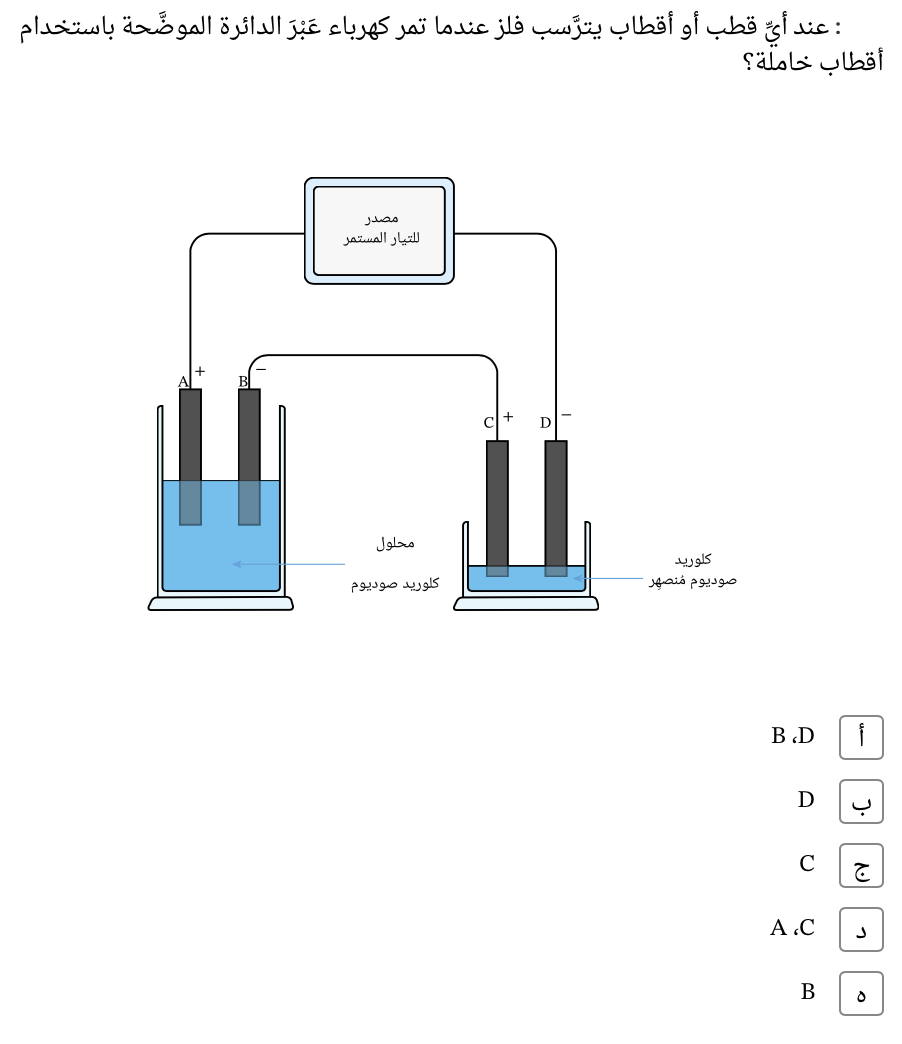 : عند أيِّ قطب أو أقطاب يترَّسب فلز عندما تمر كهرباء عَبْرَ الدائرة الموضَّحة باستخدام
أقطاب خاملة؟
مصدر
للتيار المستمر
A +
B −
C +
D −
محلول
كلوريد صوديوم
كلوريد
صوديوم مُنصهِر
أ B ،D
ب D
ج C
د A ،C
ه B